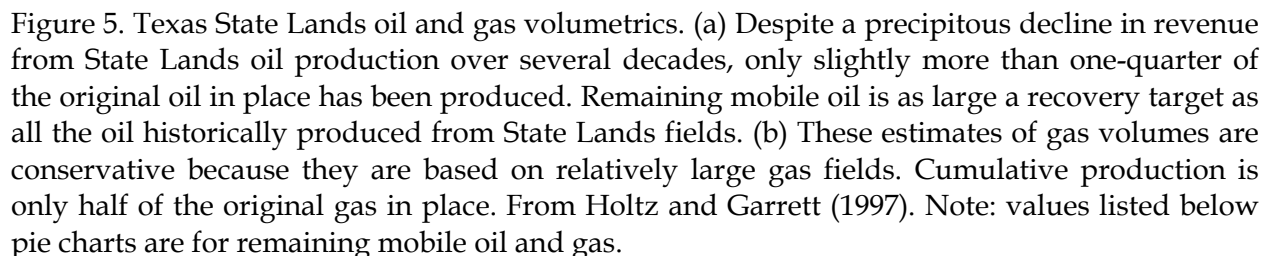 Figure 5. Texas State Lands oil and gas volumetrics. (a) Despite a precipitous decline in revenue
from State Lands oil production over several decades, only slightly more than one-quarter of
the original oil in place has been produced. Remaining mobile oil is as large a recovery target as
all the oil historically produced from State Lands fields. (b) These estimates of gas volumes are
conservative because they are based on relatively large gas fields. Cumulative production is
only half of the original gas in place. From Holtz and Garrett (1997). Note: values listed below
pie charts are for remaining mobile oil and gas.